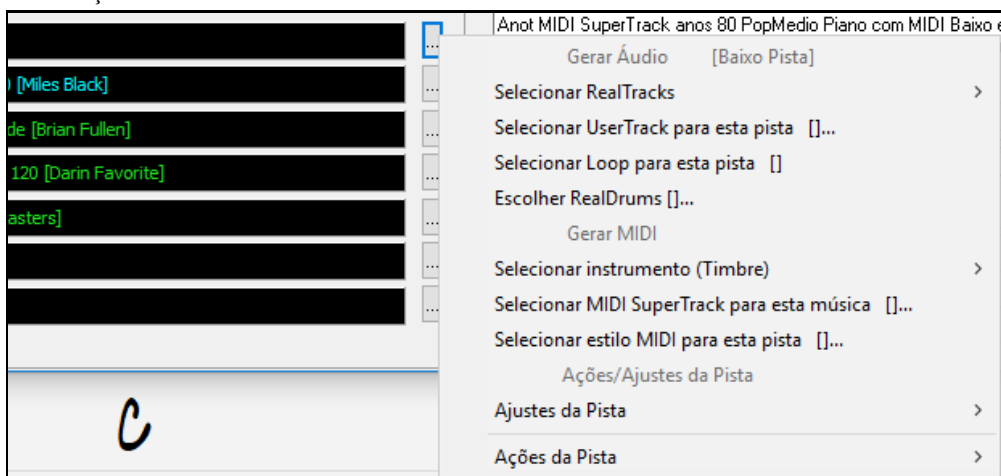 Anot MIDI SuperTrack anos 80 PopMedio Piano com MIDI Baixo e
...
Gerar Áudio [Baixo Pista]
) [Miles Black]
...
Selecionar RealTracks >
de [Brian Fullen]
...
Selecionar UserTrack para esta pista []...
120 [Darin Favorite]
...
Selecionar Loop para esta pista []
Escolher RealDrums []...
asters]
...
Gerar MIDI
...
Selecionar instrumento (Timbre) >
...
Selecionar MIDI SuperTrack para esta música []...
Selecionar estilo MIDI para esta pista []...
Ações/Ajustes da Pista
C
Ajustes da Pista >
Ações da Pista >